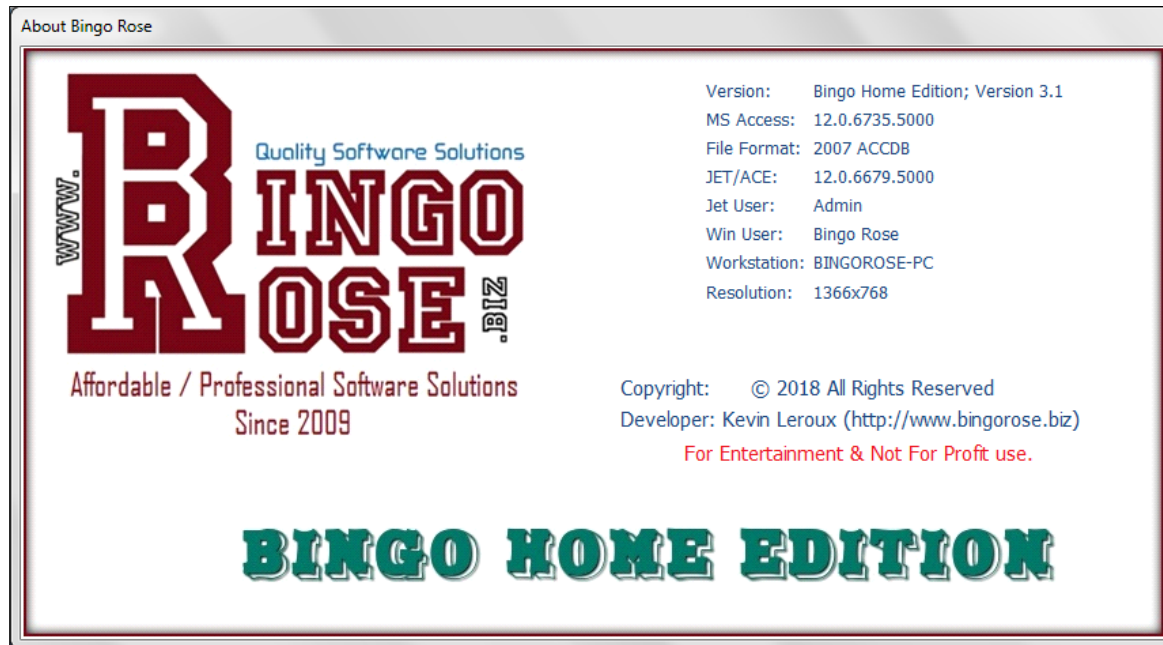 About Bingo Rose
www.
Quality Software Solutions
BINGO
ROSE
.BIZ
Affordable / Professional Software Solutions
Since 2009
Version: Bingo Home Edition; Version 3.1
MS Access: 12.0.6735.5000
File Format: 2007 ACCDB
JET/ACE: 12.0.6679.5000
Jet User: Admin
Win User: Bingo Rose
Workstation: BINGOROSE-PC
Resolution: 1366x768
Copyright: © 2018 All Rights Reserved
Developer: Kevin Leroux (http://www.bingorose.biz)
For Entertainment & Not For Profit use.
BINGO HOME EDITION